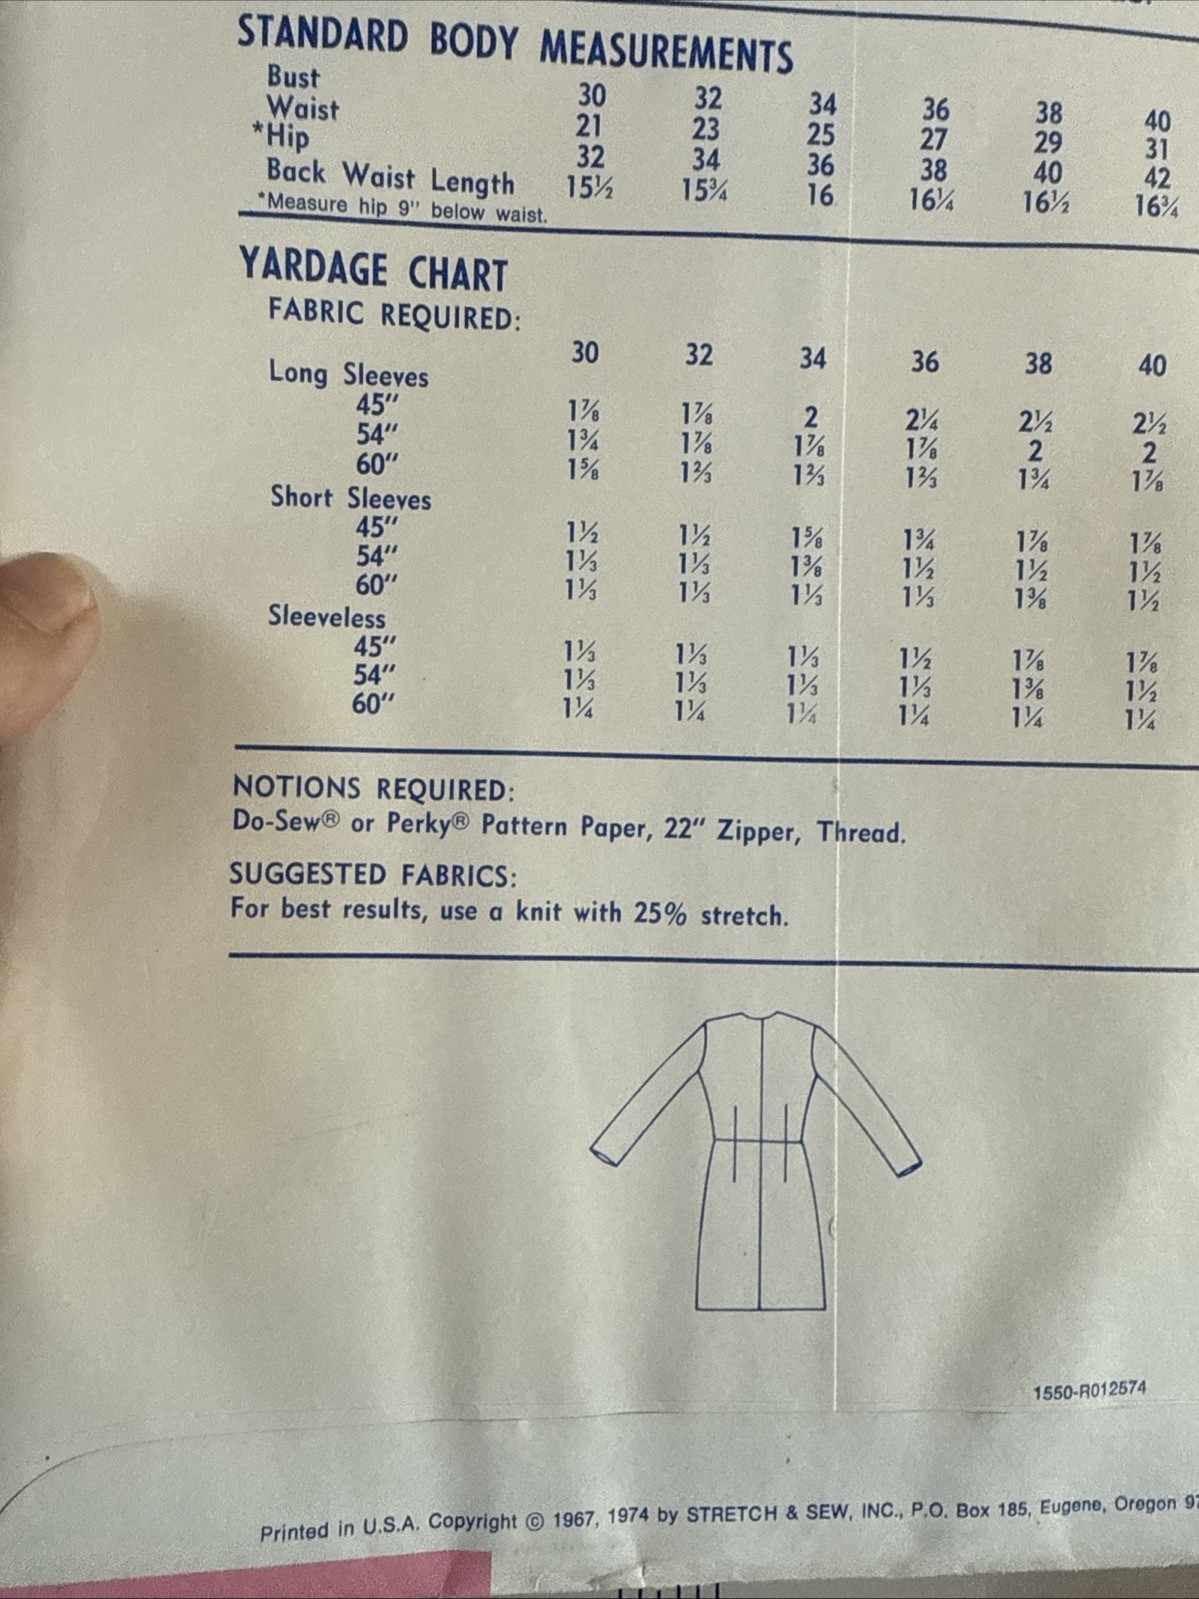 STANDARD BODY MEASUREMENTS
Bust 30 32 34 36 38 40
Waist 21 23 25 27 29 31
*Hip 32 34 36 38 40 42
Back Waist Length 15½ 15¾ 16 16¼ 16½ 16¾
*Measure hip 9" below waist.
YARDAGE CHART
FABRIC REQUIRED:
30 32 34 36 38 40
Long Sleeves
45" 1⅞ 1⅞ 2 2¼ 2½ 2½
54" 1¾ 1⅞ 1⅞ 1⅞ 2 2
60" 1⅝ 1⅔ 1⅔ 1⅔ 1¾ 1⅞
Short Sleeves
45" 1½ 1½ 1⅝ 1¾ 1⅞ 1⅞
54" 1⅓ 1⅓ 1⅜ 1½ 1½ 1½
60" 1⅓ 1⅓ 1⅓ 1⅓ 1⅜ 1½
Sleeveless
45" 1⅓ 1⅓ 1⅓ 1½ 1⅞ 1⅞
54" 1⅓ 1⅓ 1⅓ 1⅓ 1⅜ 1½
60" 1¼ 1¼ 1¼ 1¼ 1¼ 1¼
NOTIONS REQUIRED:
Do-Sew® or Perky® Pattern Paper, 22" Zipper, Thread.
SUGGESTED FABRICS:
For best results, use a knit with 25% stretch.
1550-R012574
Printed in U.S.A. Copyright © 1967, 1974 by STRETCH & SEW, INC., P.O. Box 185, Eugene, Oregon